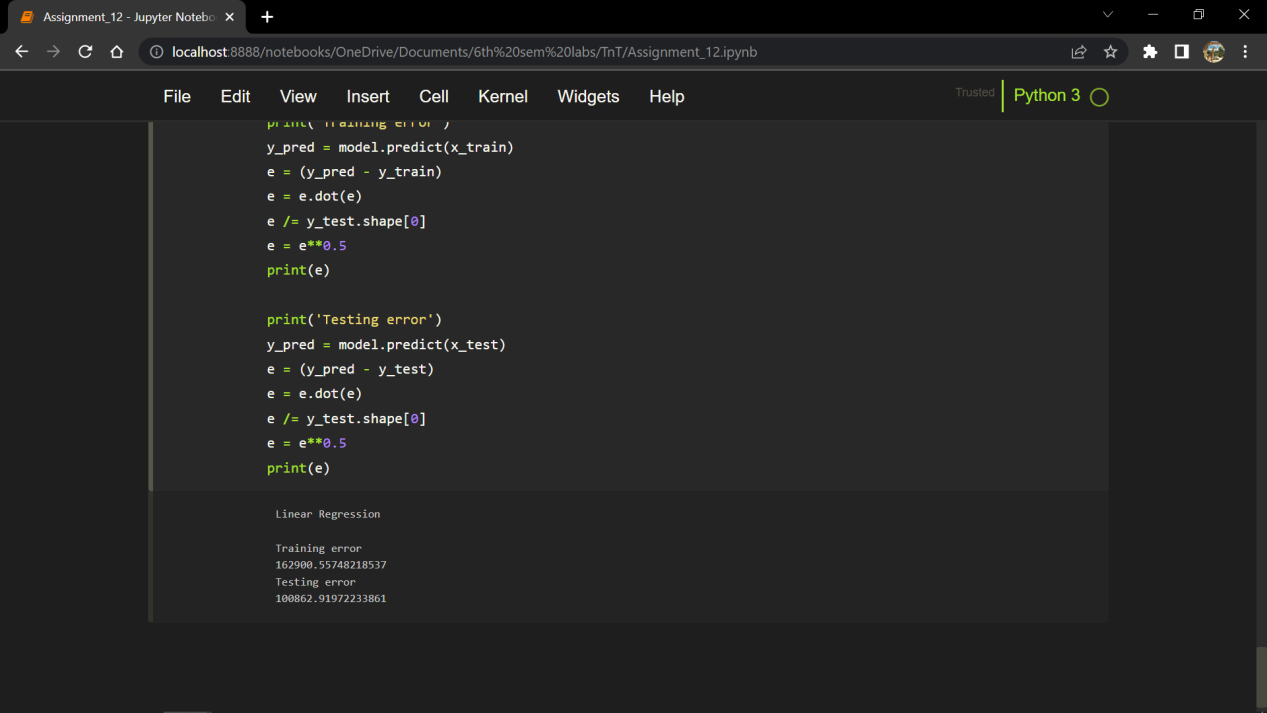 Assignment_12 - Jupyter Notebo
localhost:8888/notebooks/OneDrive/Documents/6th%20sem%20labs/TnT/Assignment_12.ipynb
File Edit View Insert Cell Kernel Widgets Help Trusted Python 3
print('Training error')
y_pred = model.predict(x_train)
e = (y_pred - y_train)
e = e.dot(e)
e /= y_test.shape[0]
e = e**0.5
print(e)
print('Testing error')
y_pred = model.predict(x_test)
e = (y_pred - y_test)
e = e.dot(e)
e /= y_test.shape[0]
e = e**0.5
print(e)
Linear Regression
Training error
162900.55748218537
Testing error
100862.91972233861